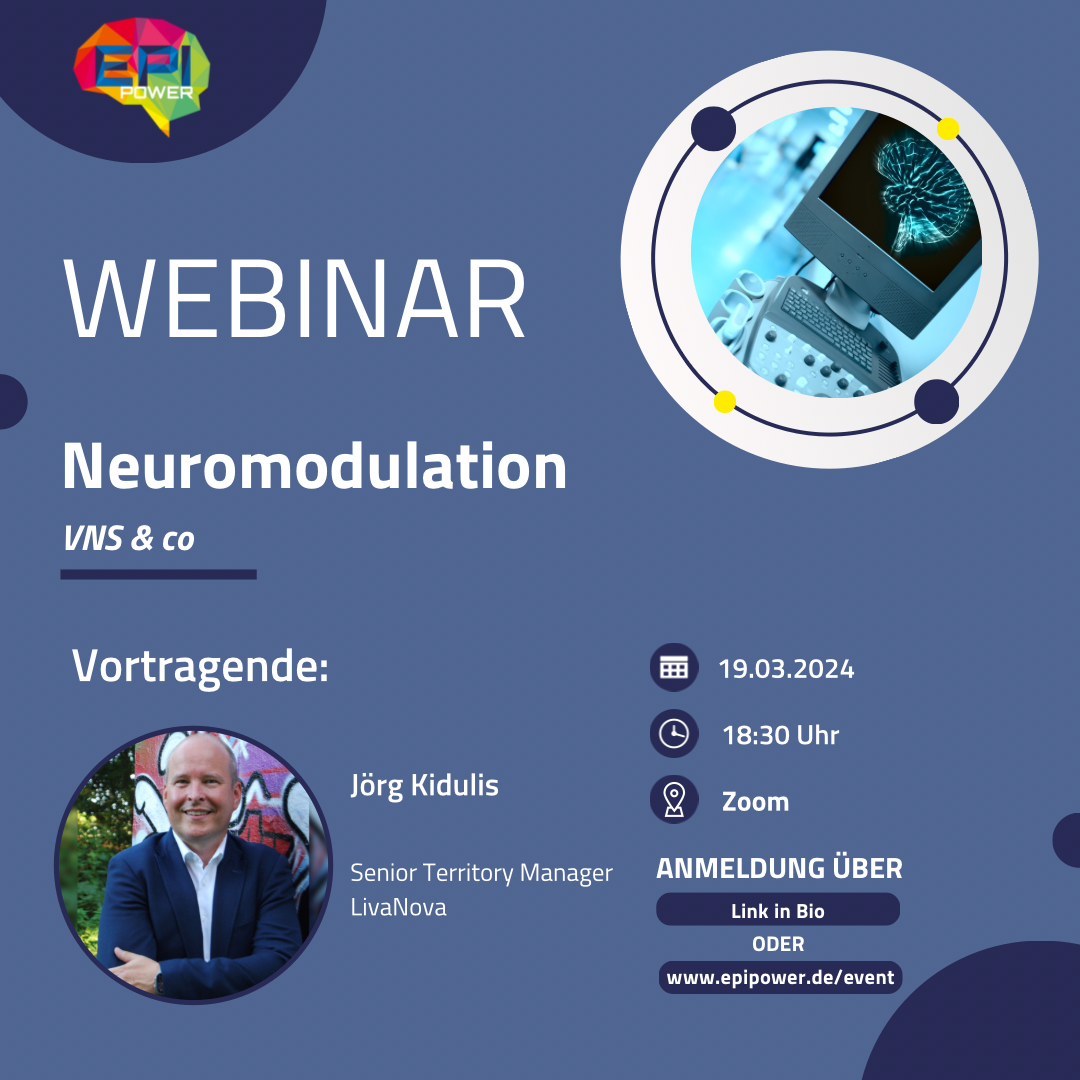 EPI
POWER
WEBINAR
Neuromodulation
VNS & co
Vortragende:
Jörg Kidulis
Senior Territory Manager
LivaNova
19.03.2024
18:30 Uhr
Zoom
ANMELDUNG ÜBER
Link in Bio
ODER
www.epipower.de/event